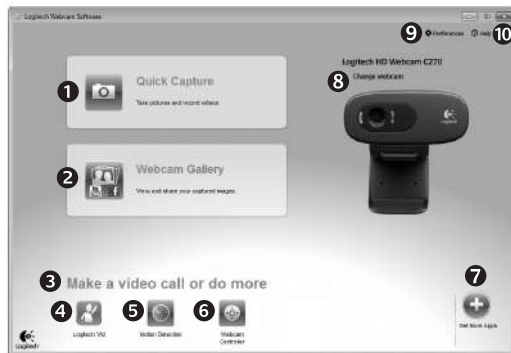 Logitech Webcam Software
9 Preferences Help 10
Logitech HD Webcam C270
8 Change webcam
1 Quick Capture
Take pictures and record videos.
Logitech
2 Webcam Gallery
View and share your captured images.
3 Make a video call or do more
7
4 5 6
Get More Apps
Logitech Vid Motion Detection Webcam
Controller
Logitech